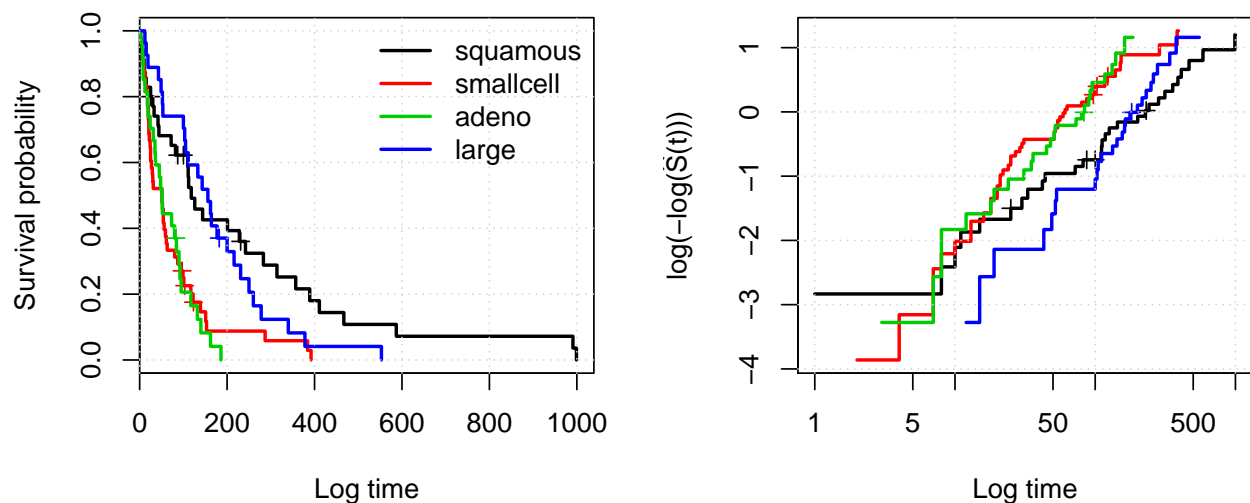 Survival probability
0.0 0.2 0.4 0.6 0.8 1.0
squamous
smallcell
adeno
large
0 200 400 600 800 1000
Log time
log(−log(Ŝ(t)))
−4 −3 −2 −1 0 1
1 5 50 500
Log time